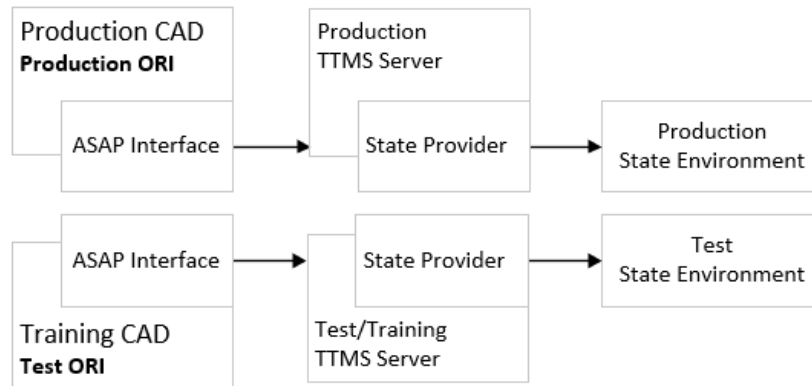 Production CAD
Production ORI
ASAP Interface
Production
TTMS Server
State Provider
Production
State Environment
ASAP Interface
Training CAD
Test ORI
State Provider
Test/Training
TTMS Server
Test
State Environment